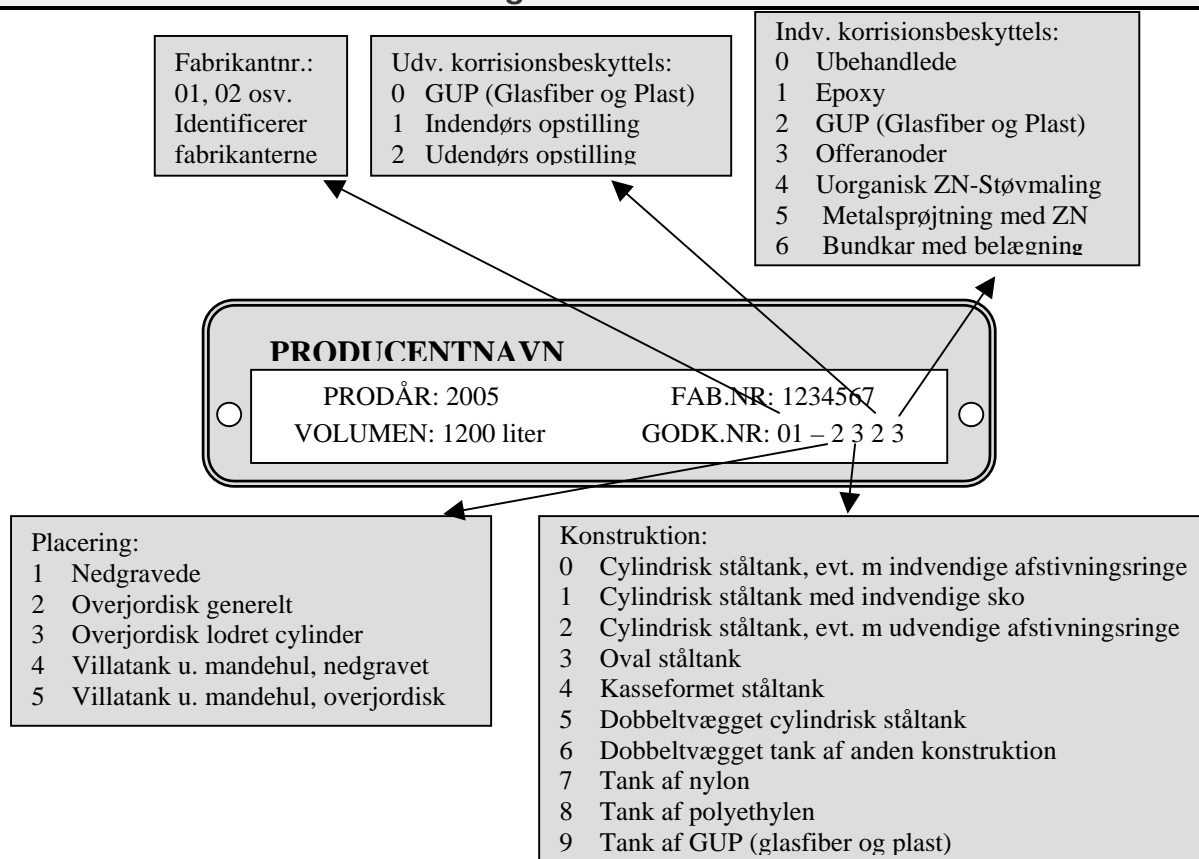 Fabrikantnr.:
01, 02 osv.
Identificerer
fabrikanterne
Udv. korrisionsbeskyttels:
0 GUP (Glasfiber og Plast)
1 Indendørs opstilling
2 Udendørs opstilling
Indv. korrisionsbeskyttels:
0 Ubehandlede
1 Epoxy
2 GUP (Glasfiber og Plast)
3 Offeranoder
4 Uorganisk ZN-Støvmaling
5 Metalsprøjtning med ZN
6 Bundkar med belægning
PRODUCENTNAVN
PRODÅR: 2005 FAB.NR: 1234567
VOLUMEN: 1200 liter GODK.NR: 01 – 2 3 2 3
Placering:
1 Nedgravede
2 Overjordisk generelt
3 Overjordisk lodret cylinder
4 Villatank u. mandehul, nedgravet
5 Villatank u. mandehul, overjordisk
Konstruktion:
0 Cylindrisk ståltank, evt. m indvendige afstivningsringe
1 Cylindrisk ståltank med indvendige sko
2 Cylindrisk ståltank, evt. m udvendige afstivningsringe
3 Oval ståltank
4 Kasseformet ståltank
5 Dobbeltvægget cylindrisk ståltank
6 Dobbeltvægget tank af anden konstruktion
7 Tank af nylon
8 Tank af polyethylen
9 Tank af GUP (glasfiber og plast)